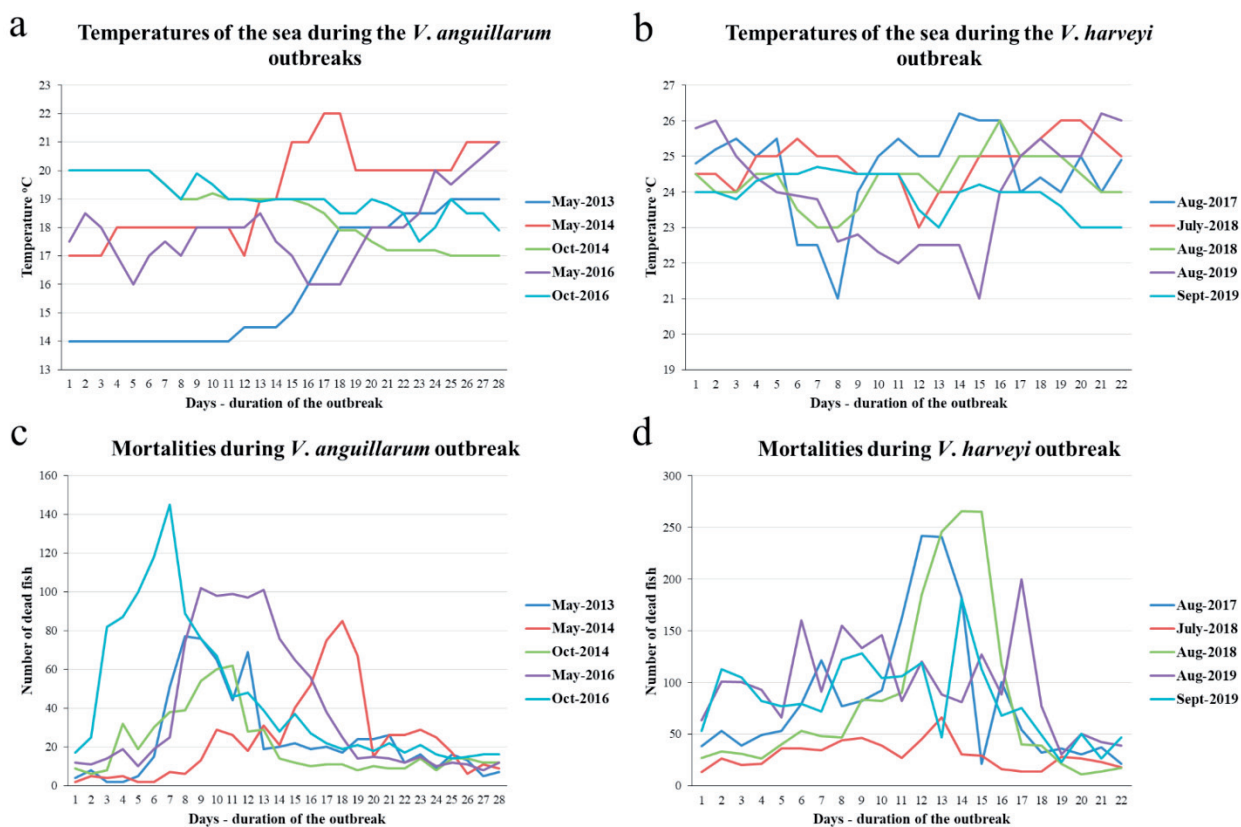 a
Temperatures of the sea during the V. anguillarum
outbreaks
Temperature °C
23
22
21
20
19
18
17
16
15
14
13
1 2 3 4 5 6 7 8 9 10 11 12 13 14 15 16 17 18 19 20 21 22 23 24 25 26 27 28
Days - duration of the outbreak
May-2013
May-2014
Oct-2014
May-2016
Oct-2016
b
Temperatures of the sea during the V. harveyi
outbreak
Temperature °C
27
26
25
24
23
22
21
20
19
1 2 3 4 5 6 7 8 9 10 11 12 13 14 15 16 17 18 19 20 21 22
Days - duration of the outbreak
Aug-2017
July-2018
Aug-2018
Aug-2019
Sept-2019
c
Mortalities during V. anguillarum outbreak
Number of dead fish
160
140
120
100
80
60
40
20
0
1 2 3 4 5 6 7 8 9 10 11 12 13 14 15 16 17 18 19 20 21 22 23 24 25 26 27 28
Days - duration of the outbreak
May-2013
May-2014
Oct-2014
May-2016
Oct-2016
d
Mortalities during V. harveyi outbreak
Number of dead fish
300
250
200
150
100
50
0
1 2 3 4 5 6 7 8 9 10 11 12 13 14 15 16 17 18 19 20 21 22
Days - duration of the outbreak
Aug-2017
July-2018
Aug-2018
Aug-2019
Sept-2019